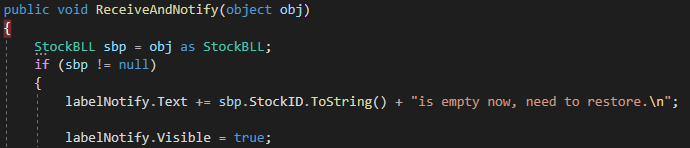 public void ReceiveAndNotify(object obj)
{
StockBLL sbp = obj as StockBLL;
if (sbp != null)
{
labelNotify.Text += sbp.StockID.ToString() + "is empty now, need to restore.\n";
labelNotify.Visible = true;